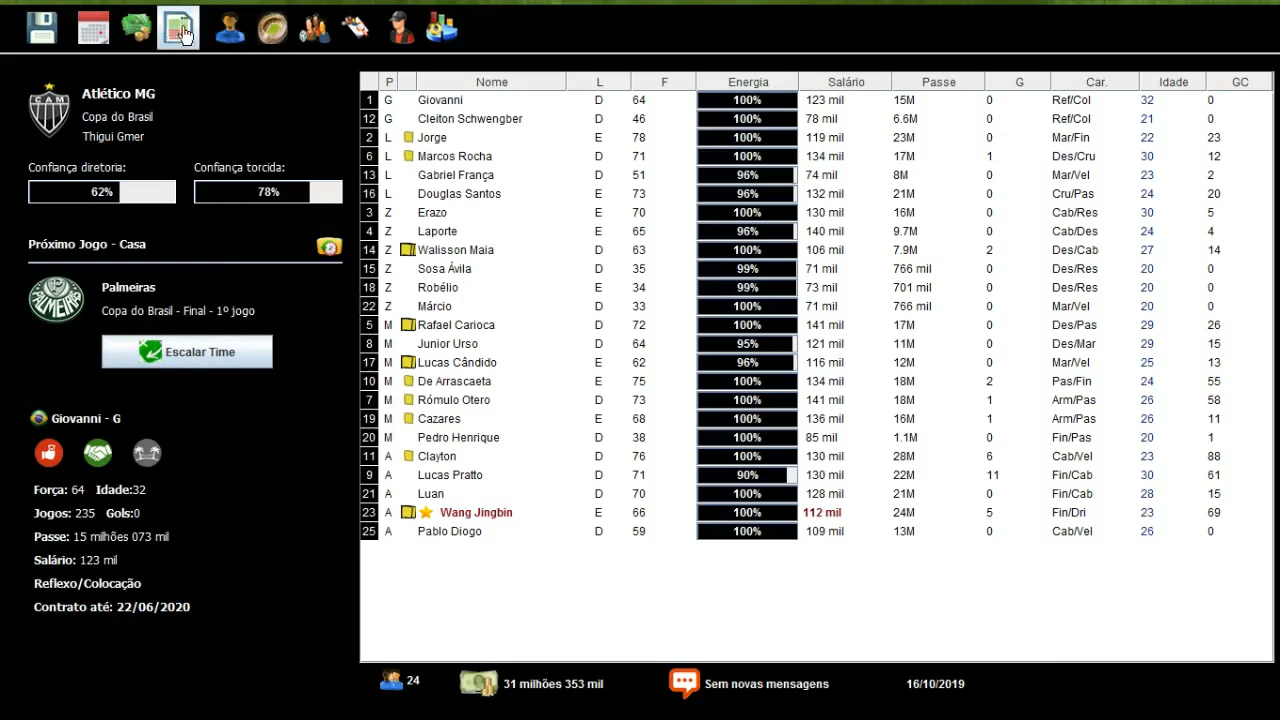 Atlético MG
Copa do Brasil
Thigui Gmer
Confiança diretoria: Confiança torcida:
62% 78%
Próximo Jogo - Casa
Palmeiras
Copa do Brasil - Final - 1º jogo
Escalar Time
Giovanni - G
Força: 64 Idade:32
Jogos: 235 Gols:0
Passe: 15 milhões 073 mil
Salário: 123 mil
Reflexo/Colocação
Contrato até: 22/06/2020
P Nome L F Energia Salário Passe G Car. Idade GC
1 G Giovanni D 64 100% 123 mil 15M 0 Ref/Col 32 0
12 G Cleiton Schwengber D 46 100% 78 mil 6.6M 0 Ref/Col 21 0
2 L Jorge E 78 100% 119 mil 23M 0 Mar/Fin 22 23
6 L Marcos Rocha D 71 100% 134 mil 17M 1 Des/Cru 30 12
13 L Gabriel França D 51 96% 74 mil 8M 0 Mar/Vel 23 2
16 L Douglas Santos E 73 96% 132 mil 21M 0 Cru/Pas 24 20
3 Z Erazo E 70 100% 130 mil 16M 0 Cab/Res 30 5
4 Z Laporte E 65 96% 140 mil 9.7M 0 Cab/Des 24 4
14 Z Walisson Maia D 63 100% 106 mil 7.9M 2 Des/Cab 27 14
15 Z Sosa Ávila D 35 99% 71 mil 766 mil 0 Des/Res 20 0
18 Z Robélio E 34 99% 73 mil 701 mil 0 Des/Res 20 0
22 Z Márcio D 33 100% 71 mil 766 mil 0 Mar/Vel 20 0
5 M Rafael Carioca D 72 100% 141 mil 17M 0 Des/Pas 29 26
8 M Junior Urso D 64 95% 121 mil 11M 0 Des/Mar 29 15
17 M Lucas Cândido E 62 96% 116 mil 12M 0 Mar/Vel 25 13
10 M De Arrascaeta E 75 100% 134 mil 18M 2 Pas/Fin 24 55
7 M Rómulo Otero D 73 100% 141 mil 18M 1 Arm/Pas 26 58
19 M Cazares E 68 100% 136 mil 16M 1 Arm/Pas 26 11
20 M Pedro Henrique D 38 100% 85 mil 1.1M 0 Fin/Pas 20 1
11 A Clayton D 76 100% 130 mil 28M 6 Cab/Vel 23 88
9 A Lucas Pratto D 71 90% 130 mil 22M 11 Fin/Cab 30 61
21 A Luan D 70 100% 128 mil 21M 0 Fin/Cab 28 15
23 A Wang Jingbin E 66 100% 112 mil 24M 5 Fin/Dri 23 69
25 A Pablo Diogo D 59 100% 109 mil 13M 0 Cab/Vel 26 0
24 31 milhões 353 mil Sem novas mensagens 16/10/2019